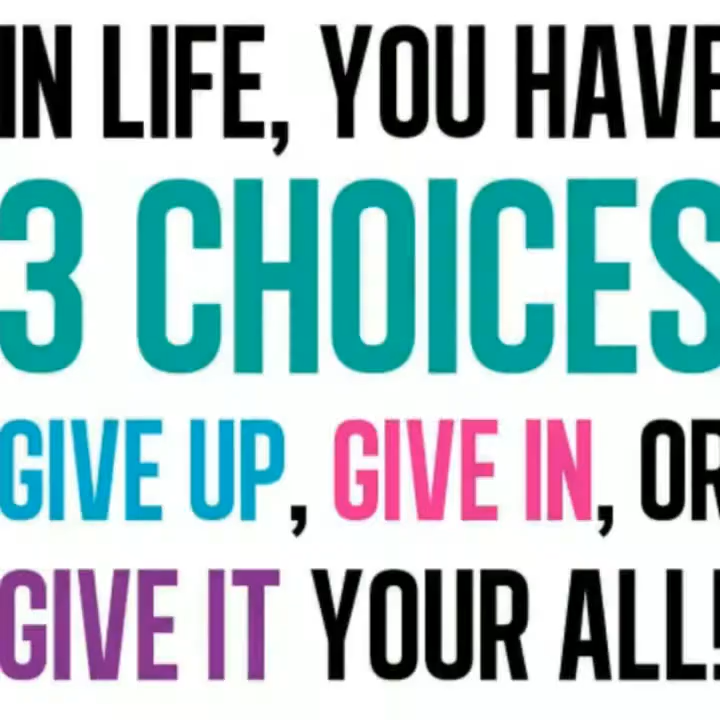 IN LIFE, YOU HAVE
3 CHOICES
GIVE UP, GIVE IN, OR
GIVE IT YOUR ALL!